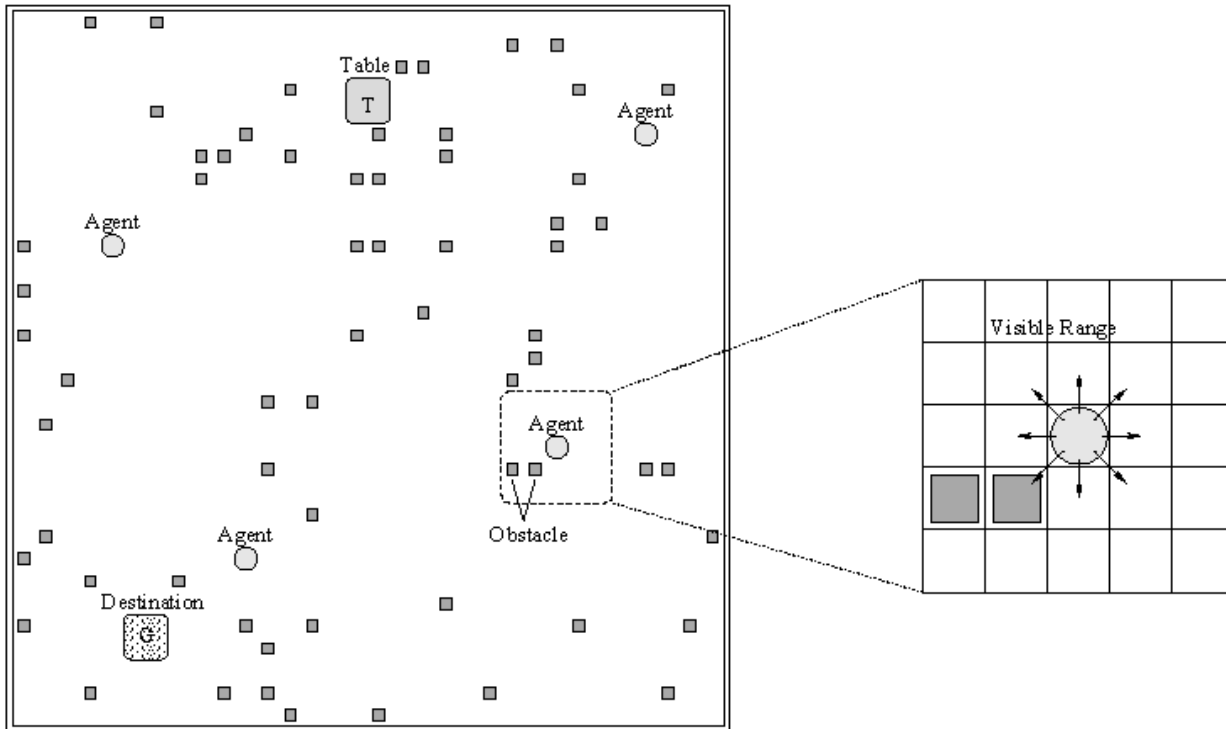 Table
T
Agent
Agent
Visible Range
Agent
Obstacle
Agent
Destination
G